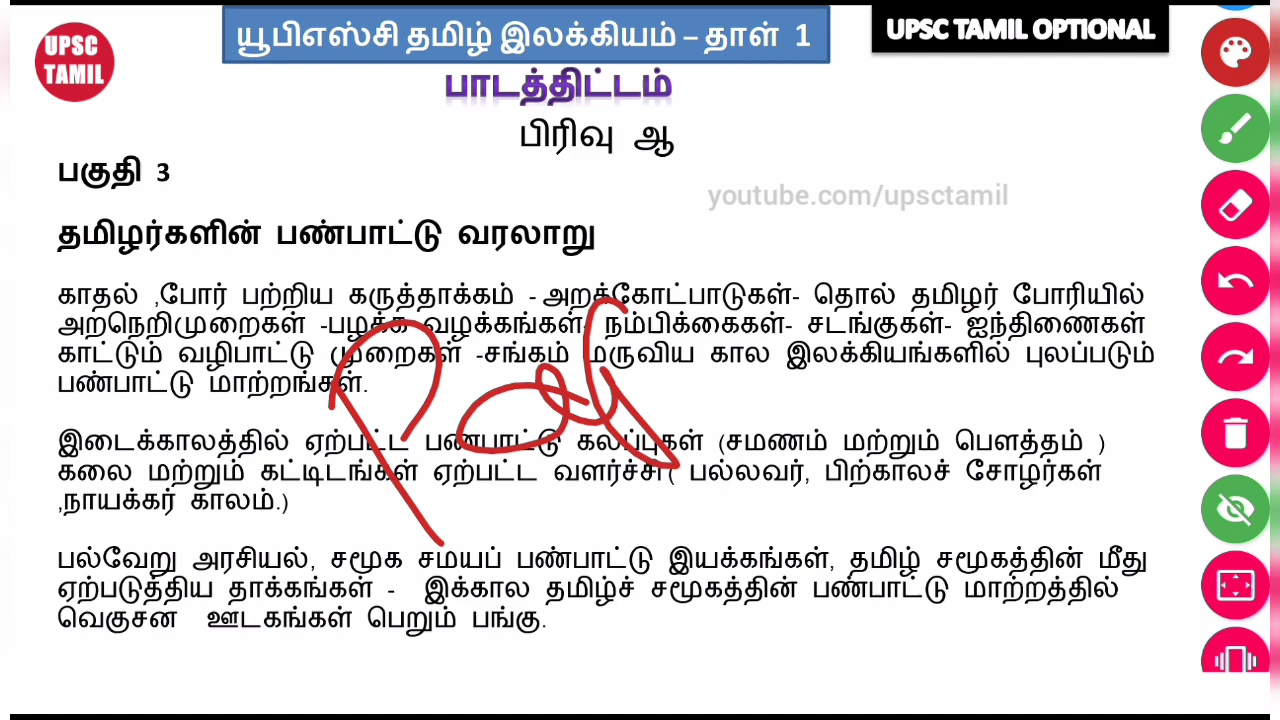 UPSC
TAMIL
யூபிஎஸ்சி தமிழ் இலக்கியம் – தாள் 1
UPSC TAMIL OPTIONAL
பாடத்திட்டம்
பிரிவு ஆ
பகுதி 3
youtube.com/upsctamil
தமிழர்களின் பண்பாட்டு வரலாறு
காதல் ,போர் பற்றிய கருத்தாக்கம் - அறக்கோட்பாடுகள்- தொல் தமிழர் போரியில்
அறநெறிமுறைகள் -பழக்க வழக்கங்கள்- நம்பிக்கைகள்- சடங்குகள்- ஐந்திணைகள்
காட்டும் வழிபாட்டு முறைகள் -சங்கம் மருவிய கால இலக்கியங்களில் புலப்படும்
பண்பாட்டு மாற்றங்கள்.
இடைக்காலத்தில் ஏற்பட்ட பண்பாட்டு கலப்புகள் (சமணம் மற்றும் பௌத்தம் )
கலை மற்றும் கட்டிடங்கள் ஏற்பட்ட வளர்ச்சி( பல்லவர், பிற்காலச் சோழர்கள்
,நாயக்கர் காலம்.)
பல்வேறு அரசியல், சமூக சமயப் பண்பாட்டு இயக்கங்கள், தமிழ் சமூகத்தின் மீது
ஏற்படுத்திய தாக்கங்கள் - இக்கால தமிழ்ச் சமூகத்தின் பண்பாட்டு மாற்றத்தில்
வெகுசன ஊடகங்கள் பெறும் பங்கு.